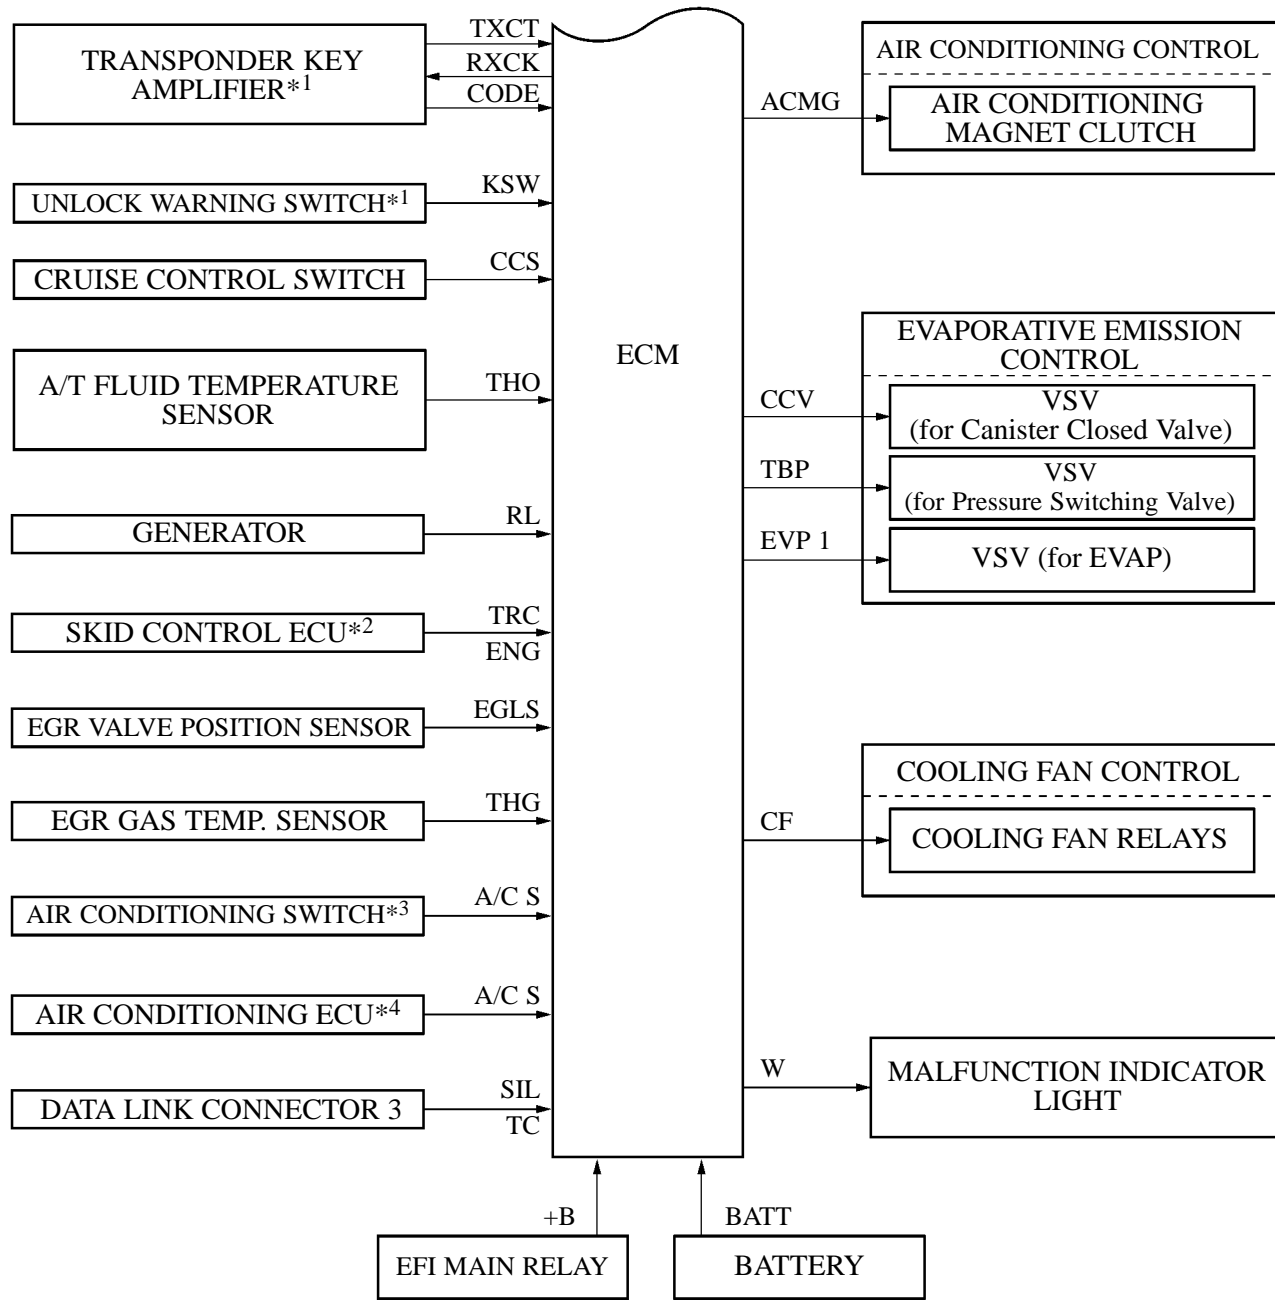 TRANSPONDER KEY
AMPLIFIER*1
TXCT
RXCK
CODE
UNLOCK WARNING SWITCH*1
KSW
CRUISE CONTROL SWITCH
CCS
A/T FLUID TEMPERATURE
SENSOR
THO
GENERATOR
RL
SKID CONTROL ECU*2
TRC
ENG
EGR VALVE POSITION SENSOR
EGLS
EGR GAS TEMP. SENSOR
THG
AIR CONDITIONING SWITCH*3
A/C S
AIR CONDITIONING ECU*4
A/C S
DATA LINK CONNECTOR 3
SIL
TC
ECM
ACMG
AIR CONDITIONING CONTROL
AIR CONDITIONING
MAGNET CLUTCH
EVAPORATIVE EMISSION
CONTROL
CCV
VSV
(for Canister Closed Valve)
TBP
VSV
(for Pressure Switching Valve)
EVP 1
VSV (for EVAP)
COOLING FAN CONTROL
CF
COOLING FAN RELAYS
W
MALFUNCTION INDICATOR
LIGHT
+B
EFI MAIN RELAY
BATT
BATTERY